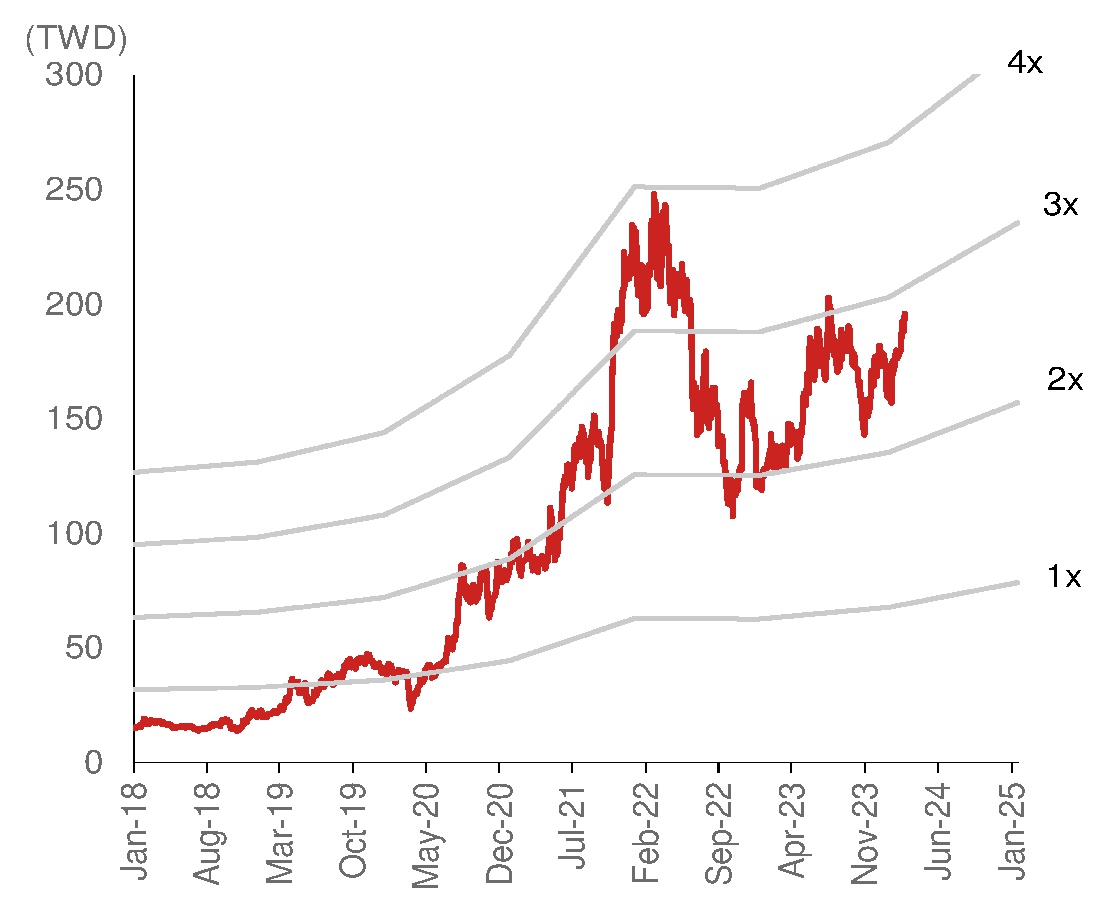 (TWD)
300
4x
250
3x
200
2x
150
100
1x
50
0
Jan-18
Aug-18
Mar-19
Oct-19
May-20
Dec-20
Jul-21
Feb-22
Sep-22
Apr-23
Nov-23
Jun-24
Jan-25